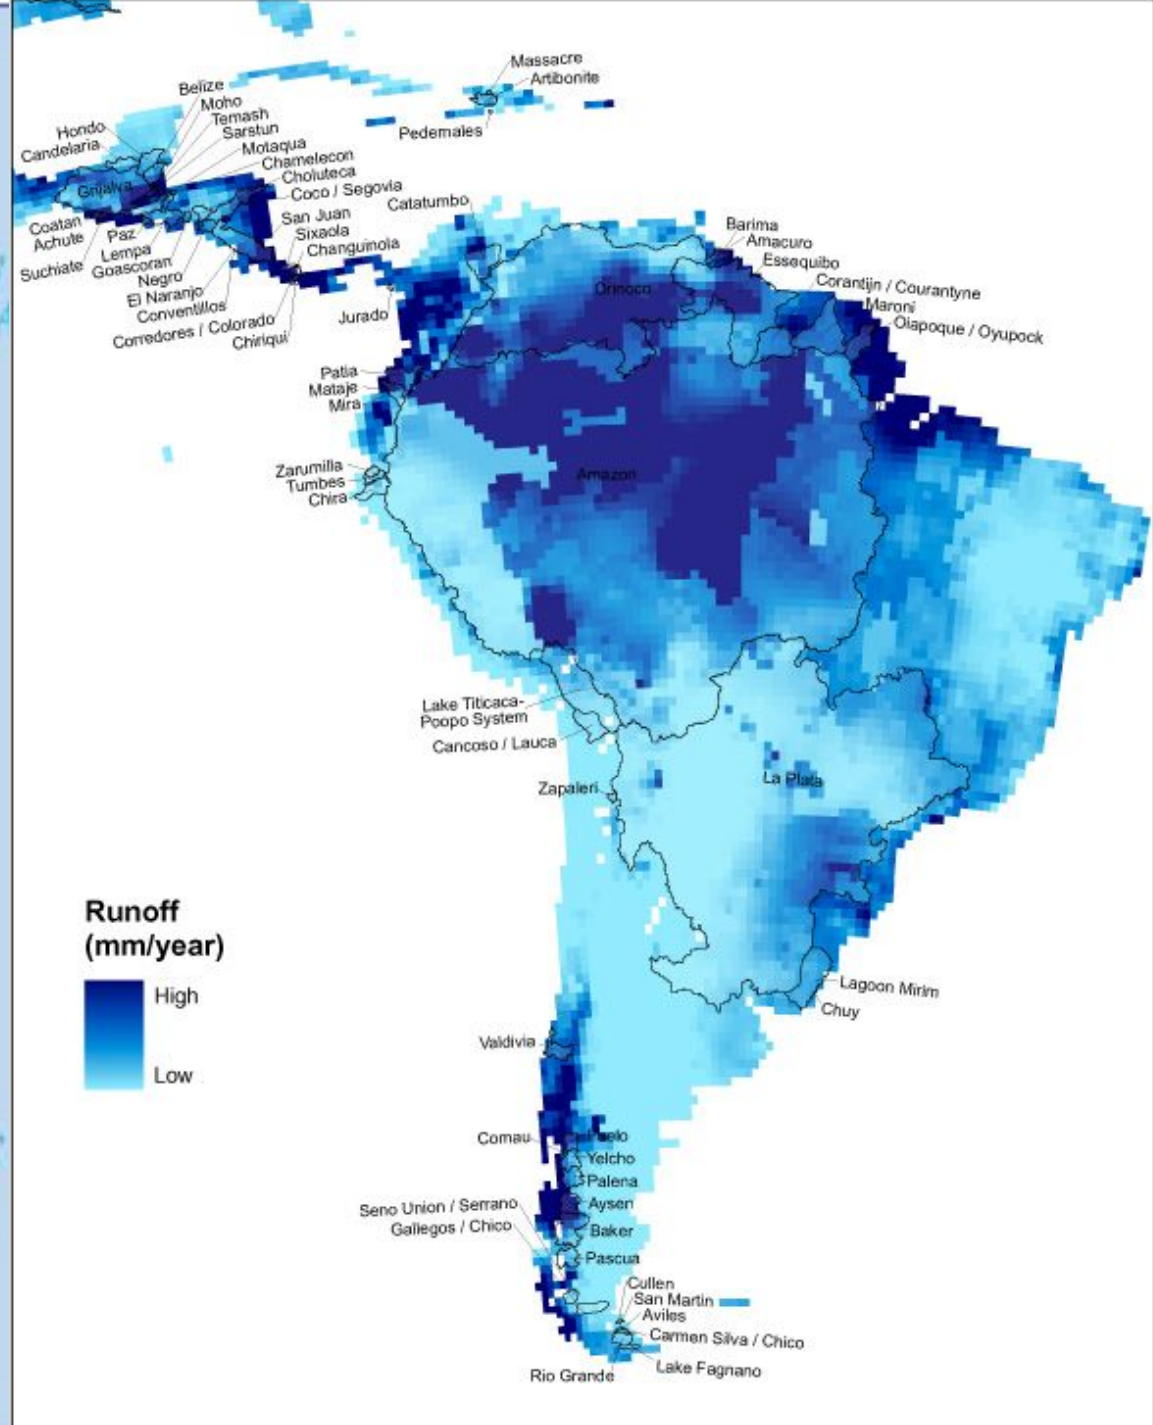 Massacre
Artibonite
Pedemales
Belize
Moho
Temash
Sarstun
Motaqua
Chamelecon
Choluteca
Coco / Segovia
Hondo
Candelaria
Grijalva
San Juan
Sixaola
Changuinola
Catatumbo
Coatan
Achute
Suchiate
Paz
Lempa
Goascoran
Negro
El Naranjo
Conventillos
Corredores / Colorado
Chiriqui
Jurado
Barima
Amacuro
Essequibo
Corantijn / Courantyne
Maroni
Oiapoque / Oyupock
Orinoco
Patia
Mataje
Mira
Zarumilla
Tumbes
Chira
Amazon
Lake Titicaca-
Poopo System
Cancoso / Lauca
Zapaleri
La Plata
Runoff
(mm/year)
High
Low
Lagoon Mirim
Chuy
Valdivia
Comau
Puelo
Yelcho
Palena
Seno Union / Serrano
Aysen
Gallegos / Chico
Baker
Pascua
Cullen
San Martin
Aviles
Carmen Silva / Chico
Lake Fagnano
Rio Grande